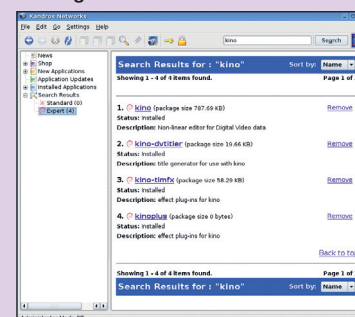 Xandros Networks
File Edit Go Settings Help
kino Search
News
Shop
New Applications
Application Updates
Installed Applications
Search Results
Standard (0)
Expert (4)
Search Results for : "kino" Sort by: Name
Showing 1 - 4 of 4 items found. Page 1 of
1. kino (package size 787.69 KB) Remove
Status: Installed
Description: Non-linear editor for Digital Video data
2. kino-dvtitler (package size 19.66 KB) Remove
Status: Installed
Description: title generator for use with kino
3. kino-timfx (package size 58.29 KB) Remove
Status: Installed
Description: effect plug-ins for kino
4. kinoplus (package size 0 bytes) Remove
Status: Installed
Description: effect plug-ins for kino
Back to top
Showing 1 - 4 of 4 items found. Page 1 of
Search Results for : "kino" Sort by: Name